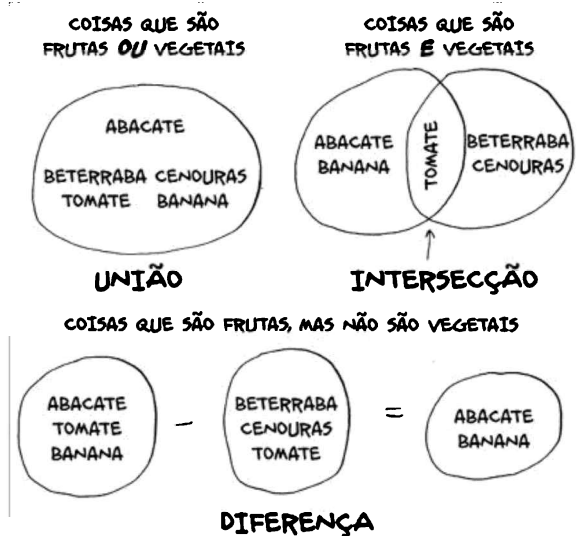 COISAS QUE SÃO
FRUTAS OU VEGETAIS
ABACATE
BETERRABA CENOURAS
TOMATE BANANA
UNIÃO
COISAS QUE SÃO
FRUTAS E VEGETAIS
ABACATE
BANANA
TOMATE
BETERRABA
CENOURAS
INTERSECÇÃO
COISAS QUE SÃO FRUTAS, MAS NÃO SÃO VEGETAIS
ABACATE
TOMATE
BANANA
-
BETERRABA
CENOURAS
TOMATE
=
ABACATE
BANANA
DIFERENÇA